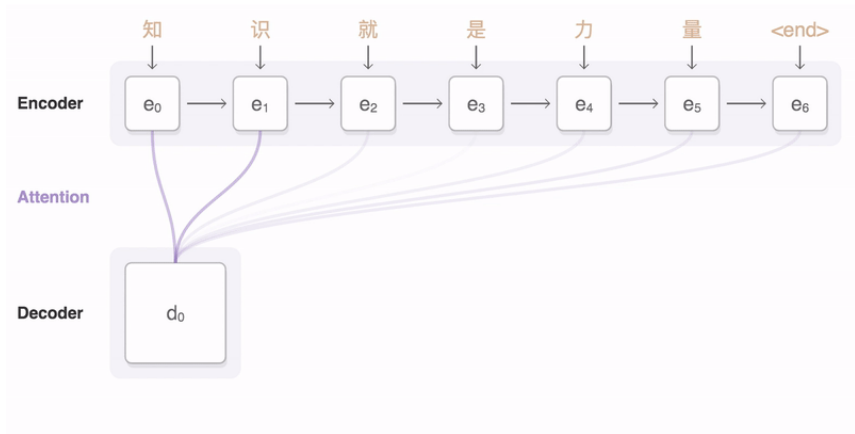 知 识 就 是 力 量 <end>
Encoder e₀ e₁ e₂ e₃ e₄ e₅ e₆
Attention
Decoder d₀